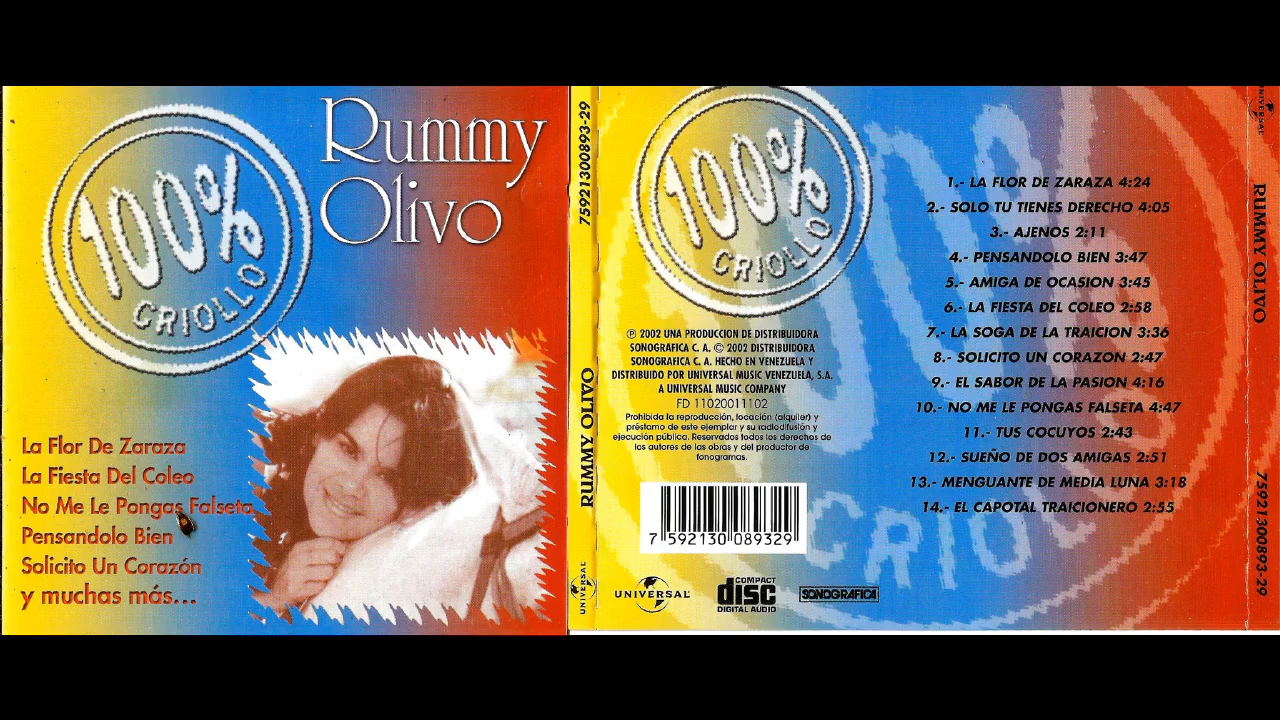 Rummy
Olivo
100%
CRIOLLO
La Flor De Zaraza
La Fiesta Del Coleo
No Me Le Pongas Falseta
Pensandolo Bien
Solicito Un Corazón
y muchas más...
75921300893-29
RUMMY OLIVO
UNIVERSAL
100%
CRIOLLO
℗ 2002 UNA PRODUCCION DE DISTRIBUIDORA
SONOGRAFICA C. A. © 2002 DISTRIBUIDORA
SONOGRAFICA C. A. HECHO EN VENEZUELA Y
DISTRIBUIDO POR UNIVERSAL MUSIC VENEZUELA, S.A.
A UNIVERSAL MUSIC COMPANY
FD 11020011102
Prohibida la reproducción, locación (alquiler) y
préstamo de este ejemplar y su radiodifusión y
ejecución pública. Reservados todos los derechos de
los autores de las obras y del productor de
fonogramas.
7 592130 089329
UNIVERSAL
COMPACT
disc
DIGITAL AUDIO
SONOGRAFICA
1.- LA FLOR DE ZARAZA 4:24
2.- SOLO TU TIENES DERECHO 4:05
3.- AJENOS 2:11
4.- PENSANDOLO BIEN 3:47
5.- AMIGA DE OCASION 3:45
6.- LA FIESTA DEL COLEO 2:58
7.- LA SOGA DE LA TRAICION 3:36
8.- SOLICITO UN CORAZON 2:47
9.- EL SABOR DE LA PASION 4:16
10.- NO ME LE PONGAS FALSETA 4:47
11.- TUS COCUYOS 2:43
12.- SUEÑO DE DOS AMIGAS 2:51
13.- MENGUANTE DE MEDIA LUNA 3:18
14.- EL CAPOTAL TRAICIONERO 2:55
100%
CRIOLLO
UNIVERSAL
RUMMY OLIVO
75921300893-29